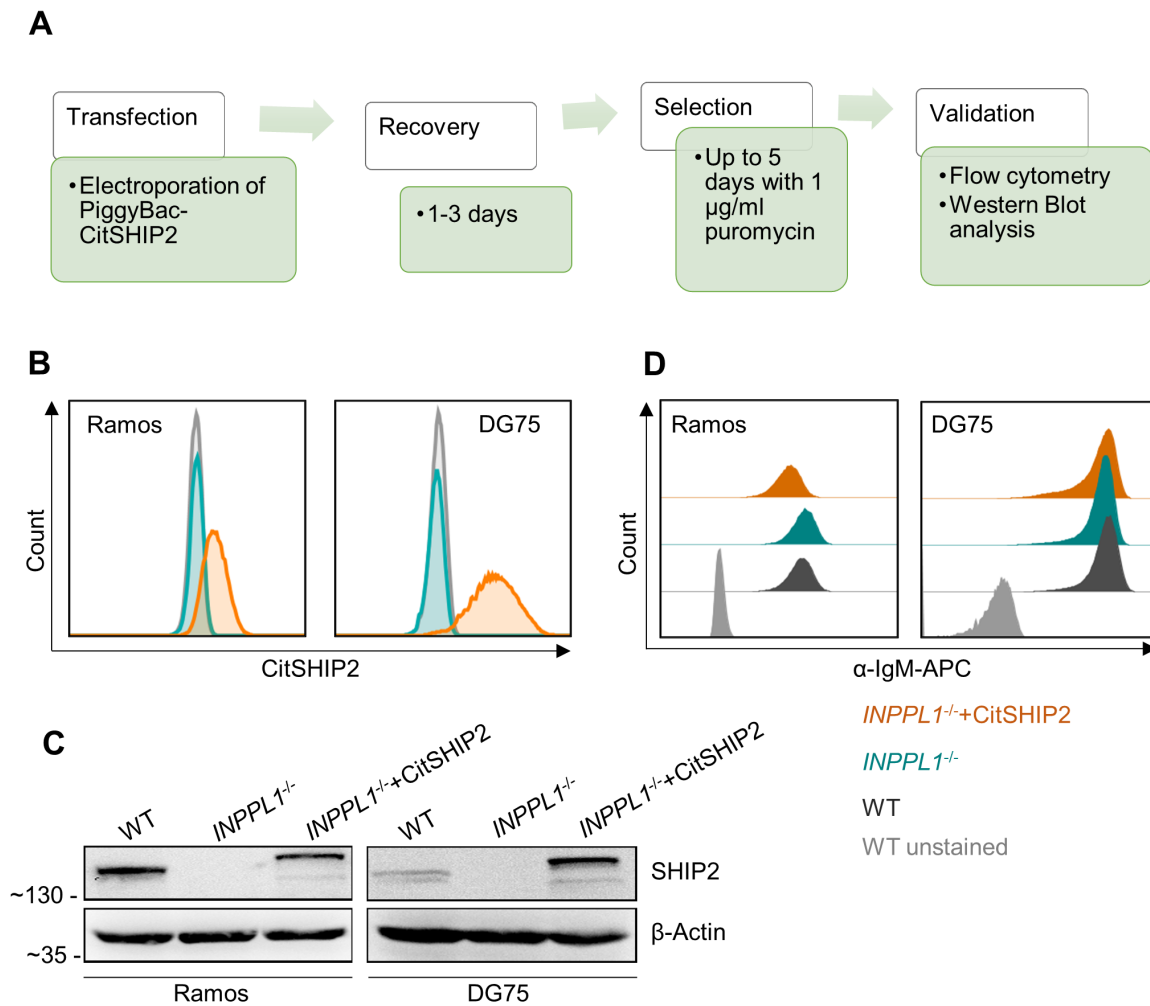 A
Transfection
•Electroporation of
PiggyBac-
CitSHIP2
Recovery
•1-3 days
Selection
•Up to 5
days with 1
µg/ml
puromycin
Validation
•Flow cytometry
•Western Blot
analysis
B
Ramos
DG75
Count
CitSHIP2
D
Ramos
DG75
Count
α-IgM-APC
INPPL1-/-+CitSHIP2
INPPL1-/-
WT
WT unstained
C
WT
INPPL1-/-
INPPL1-/-+CitSHIP2
WT
INPPL1-/-
INPPL1-/-+CitSHIP2
~130 -
SHIP2
~35 -
β-Actin
Ramos
DG75